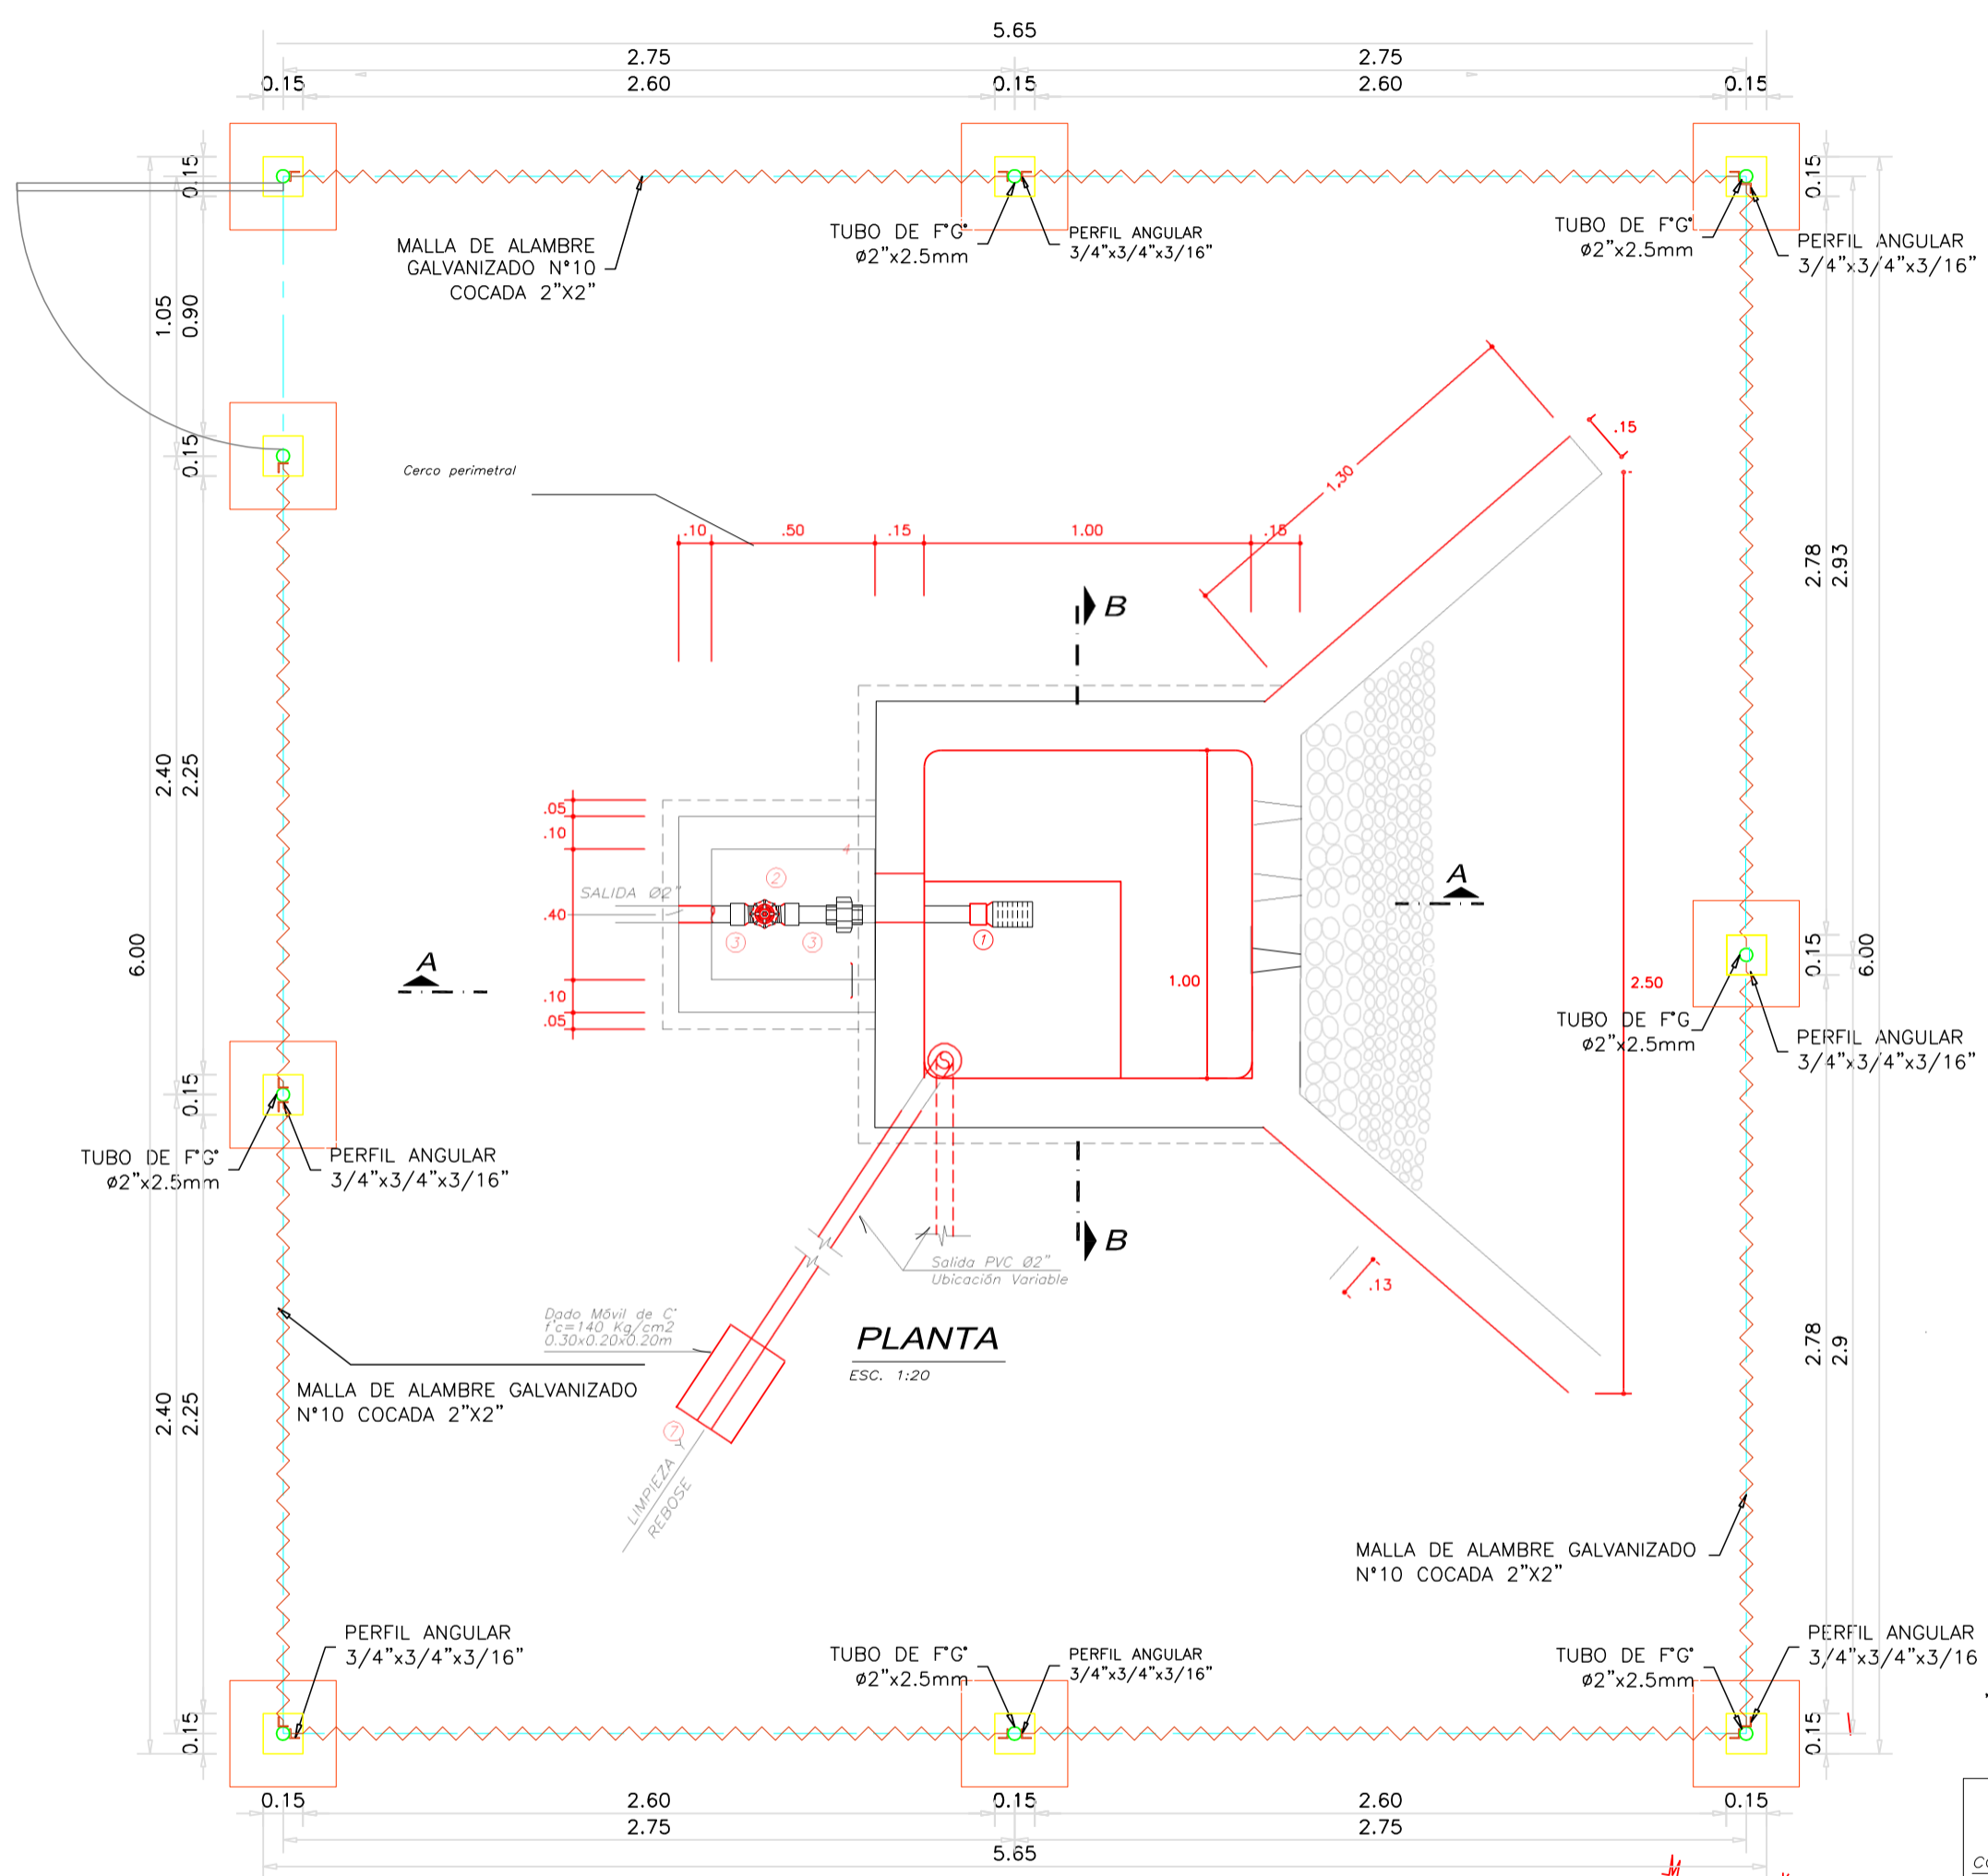 5.65
2.75
2.75
0.15
2.60
0.15
2.60
0.15
0.15
0.15
MALLA DE ALAMBRE
GALVANIZADO N°10
COCADA 2"X2"
TUBO DE F°G°
Ø2"x2.5mm
PERFIL ANGULAR
3/4"x3/4"x3/16"
TUBO DE F°G°
Ø2"x2.5mm
PERFIL ANGULAR
3/4"x3/4"x3/16"
1.05
0.90
0.15
Cerco perimetral
.15
1.30
.10
.50
.15
1.00
.15
2.78
2.93
B
2.40
2.25
.05
.10
4
2
SALIDA Ø2"
.40
3
3
1
A
6.00
A
1.00
2.50
0.15
6.00
.10
.05
TUBO DE F°G
Ø2"x2.5mm
PERFIL ANGULAR
3/4"x3/4"x3/16"
0.15
TUBO DE F°G°
Ø2"x2.5mm
PERFIL ANGULAR
3/4"x3/4"x3/16"
B
Salida PVC Ø2"
Ubicación Variable
.13
Dado Móvil de C°
f'c=140 Kg/cm2
0.30x0.20x0.20m
PLANTA
ESC. 1:20
2.78
2.9
MALLA DE ALAMBRE GALVANIZADO
N°10 COCADA 2"X2"
2.40
2.25
7
LIMPIEZA Y
REBOSE
MALLA DE ALAMBRE GALVANIZADO
N°10 COCADA 2"X2"
PERFIL ANGULAR
3/4"x3/4"x3/16"
TUBO DE F°G°
Ø2"x2.5mm
PERFIL ANGULAR
3/4"x3/4"x3/16"
TUBO DE F°G°
Ø2"x2.5mm
PERFIL ANGULAR
3/4"x3/4"x3/16
0.15
0.15
0.15
2.60
0.15
2.60
0.15
2.75
2.75
5.65